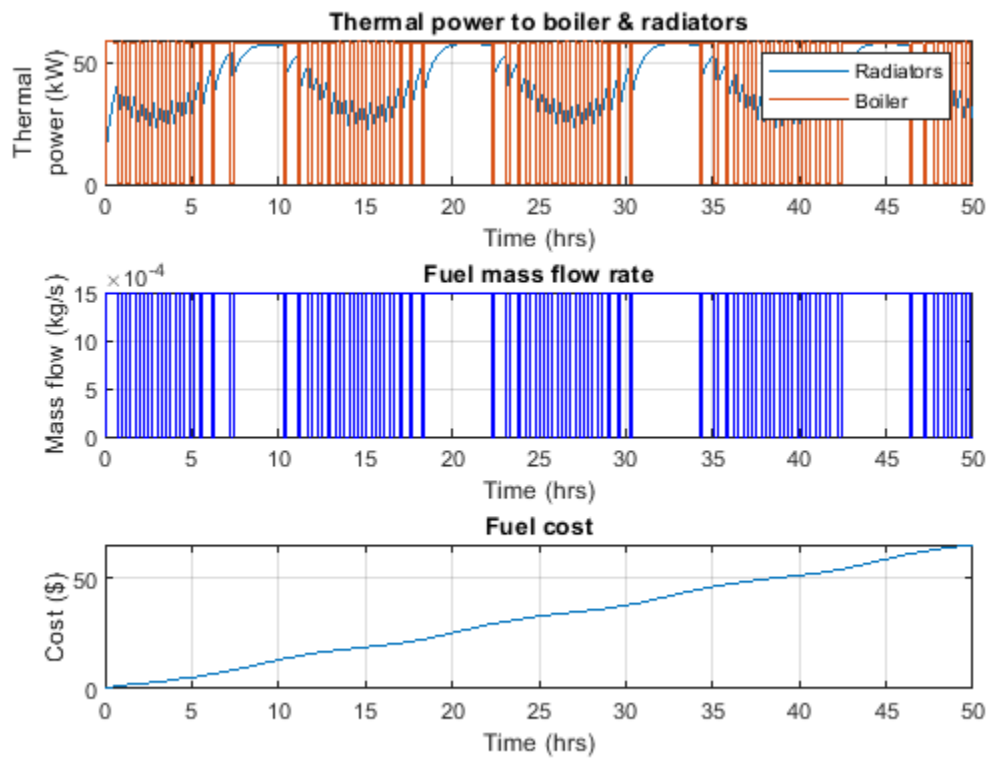 Thermal power to boiler & radiators
Thermal
power (kW)
50
0
Radiators
Boiler
0 5 10 15 20 25 30 35 40 45 50
Time (hrs)
×10⁻⁴
Fuel mass flow rate
Mass flow (kg/s)
15
10
5
0
0 5 10 15 20 25 30 35 40 45 50
Time (hrs)
Fuel cost
Cost ($)
50
0
0 5 10 15 20 25 30 35 40 45 50
Time (hrs)